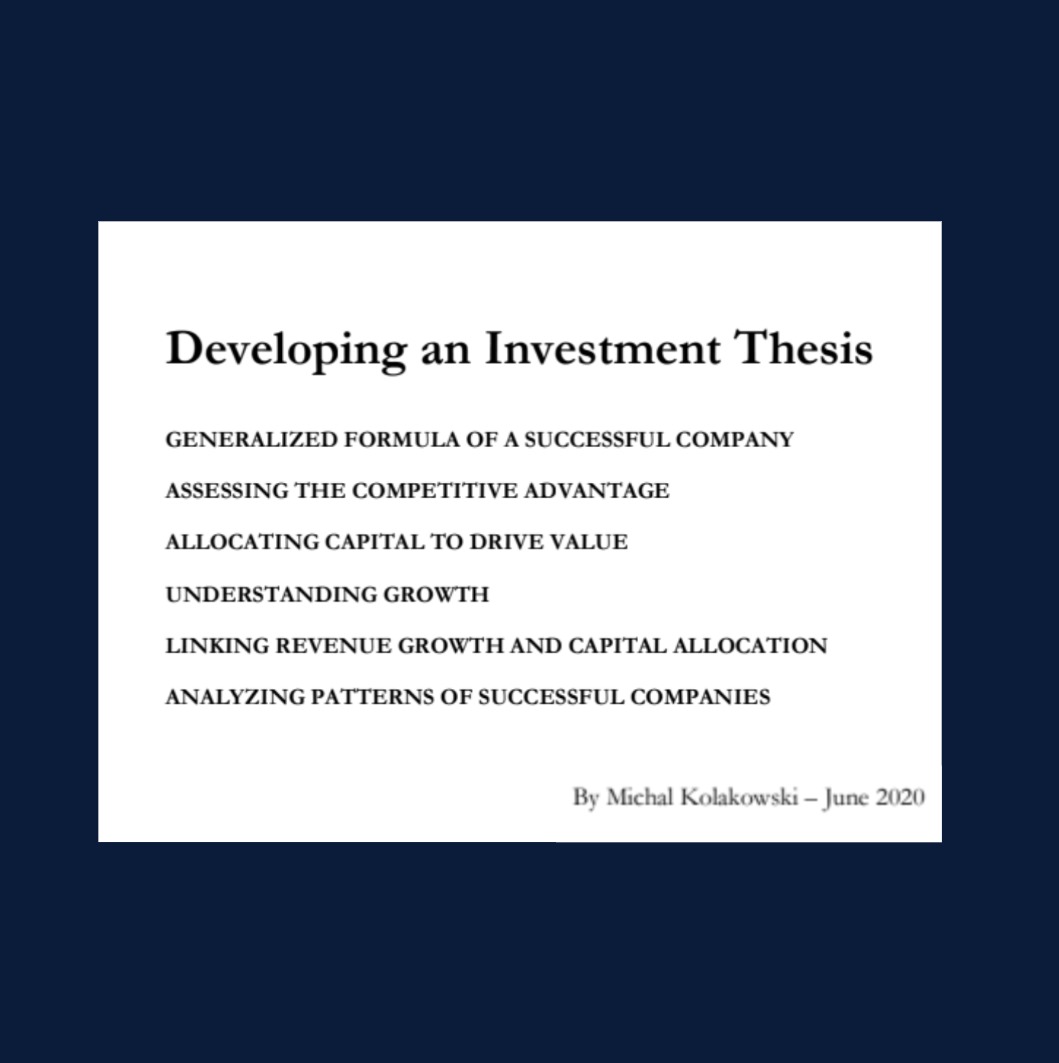 Developing an Investment Thesis
GENERALIZED FORMULA OF A SUCCESSFUL COMPANY
ASSESSING THE COMPETITIVE ADVANTAGE
ALLOCATING CAPITAL TO DRIVE VALUE
UNDERSTANDING GROWTH
LINKING REVENUE GROWTH AND CAPITAL ALLOCATION
ANALYZING PATTERNS OF SUCCESSFUL COMPANIES
By Michal Kolakowski – June 2020